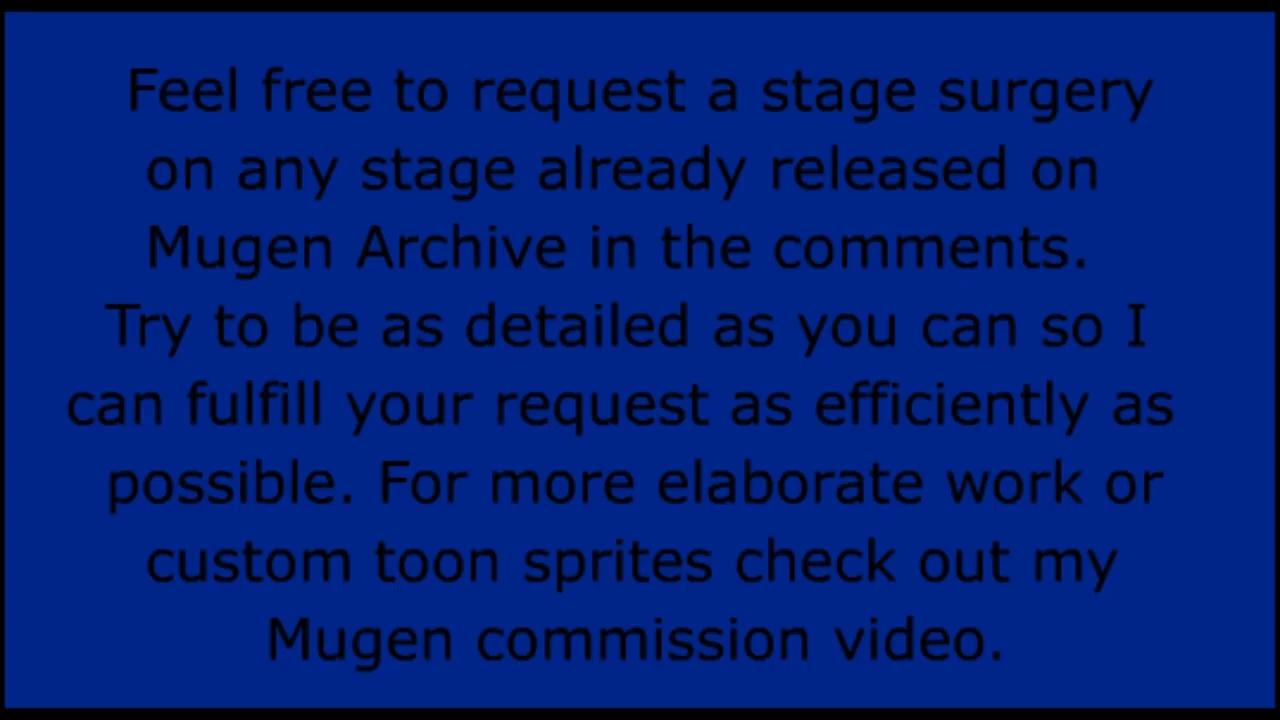 Feel free to request a stage surgery
on any stage already released on
Mugen Archive in the comments.
Try to be as detailed as you can so I
can fulfill your request as efficiently as
possible. For more elaborate work or
custom toon sprites check out my
Mugen commission video.